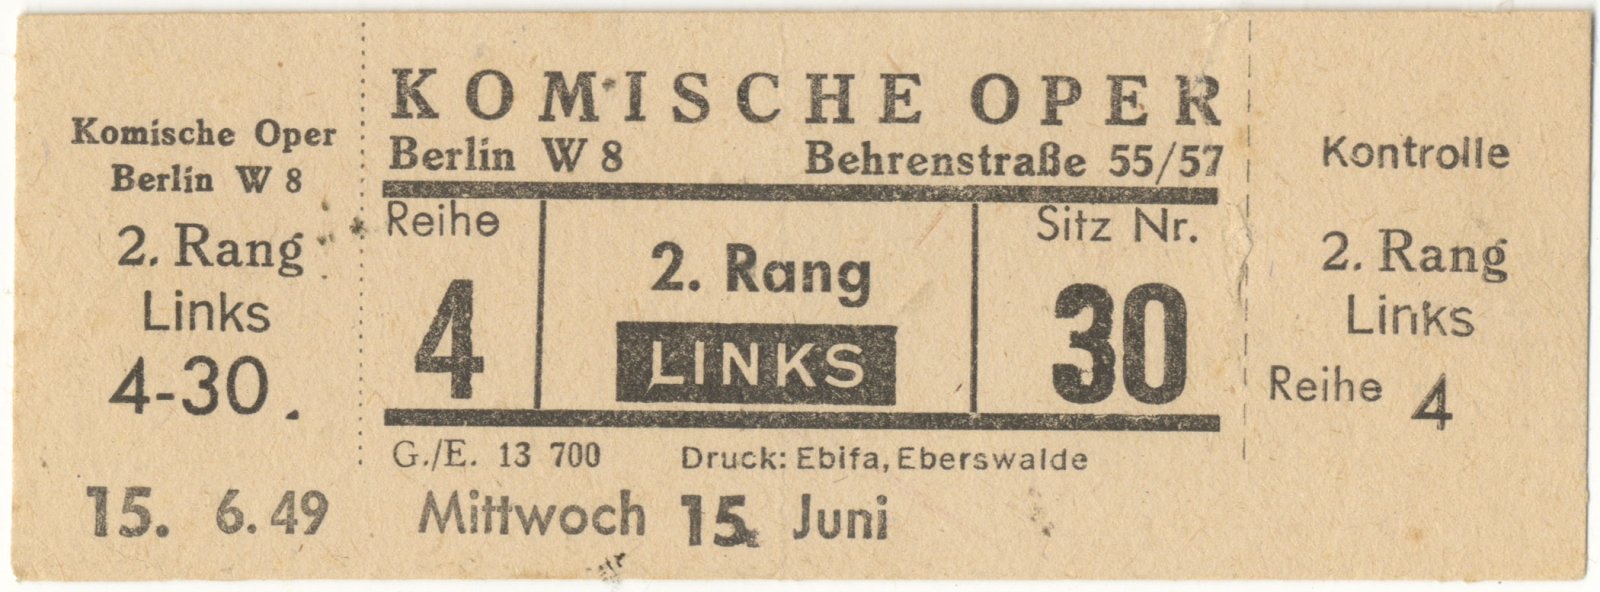 Komische Oper
Berlin W 8
2. Rang
Links
4-30.
15. 6.49
KOMISCHE OPER
Berlin W 8 Behrenstraße 55/57
Reihe
4
2. Rang
LINKS
Sitz Nr.
30
G./E. 13 700 Druck: Ebifa, Eberswalde
Mittwoch 15. Juni
Kontrolle
2. Rang
Links
Reihe 4